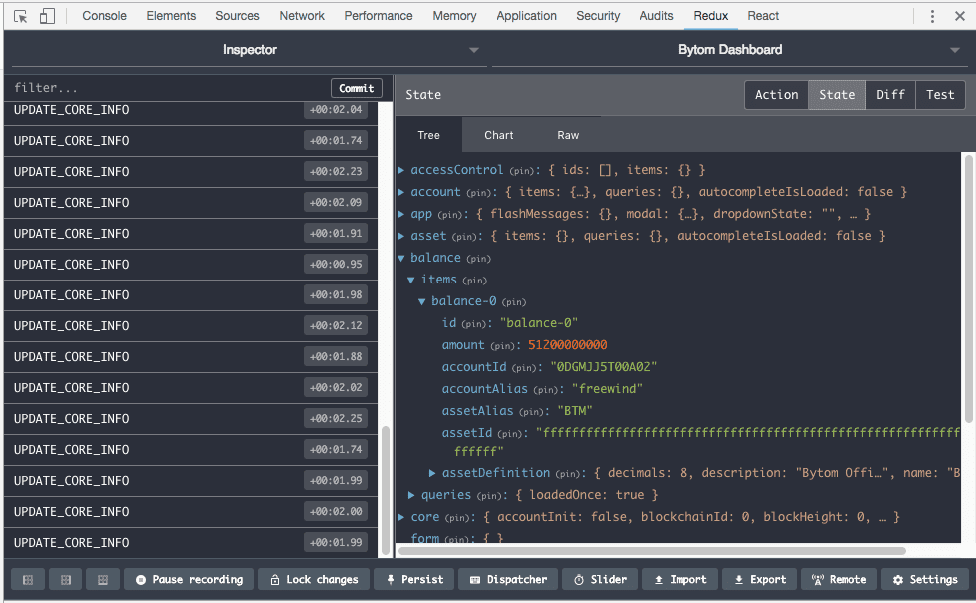 Console Elements Sources Network Performance Memory Application Security Audits Redux React
Inspector Bytom Dashboard
filter... Commit
UPDATE_CORE_INFO +00:02.04
UPDATE_CORE_INFO +00:01.74
UPDATE_CORE_INFO +00:02.23
UPDATE_CORE_INFO +00:02.09
UPDATE_CORE_INFO +00:01.91
UPDATE_CORE_INFO +00:00.95
UPDATE_CORE_INFO +00:01.98
UPDATE_CORE_INFO +00:02.12
UPDATE_CORE_INFO +00:01.88
UPDATE_CORE_INFO +00:02.02
UPDATE_CORE_INFO +00:02.25
UPDATE_CORE_INFO +00:01.74
UPDATE_CORE_INFO +00:01.99
UPDATE_CORE_INFO +00:02.00
UPDATE_CORE_INFO +00:01.99
State Action State Diff Test
Tree Chart Raw
accessControl (pin): { ids: [], items: {} }
account (pin): { items: {…}, queries: {}, autocompleteIsLoaded: false }
app (pin): { flashMessages: {}, modal: {…}, dropdownState: "", … }
asset (pin): { items: {}, queries: {}, autocompleteIsLoaded: false }
balance (pin)
items (pin)
balance-0 (pin)
id (pin): "balance-0"
amount (pin): 51200000000
accountId (pin): "0DGMJJ5T00A02"
accountAlias (pin): "freewind"
assetAlias (pin): "BTM"
assetId (pin): "ffffffffffffffffffffffffffffffffffffffffffffffffffffffffff
ffffff"
assetDefinition (pin): { decimals: 8, description: "Bytom Offi…", name: "B
queries (pin): { loadedOnce: true }
core (pin): { accountInit: false, blockchainId: 0, blockHeight: 0, … }
form (pin): { }
Pause recording Lock changes Persist Dispatcher Slider Import Export Remote Settings